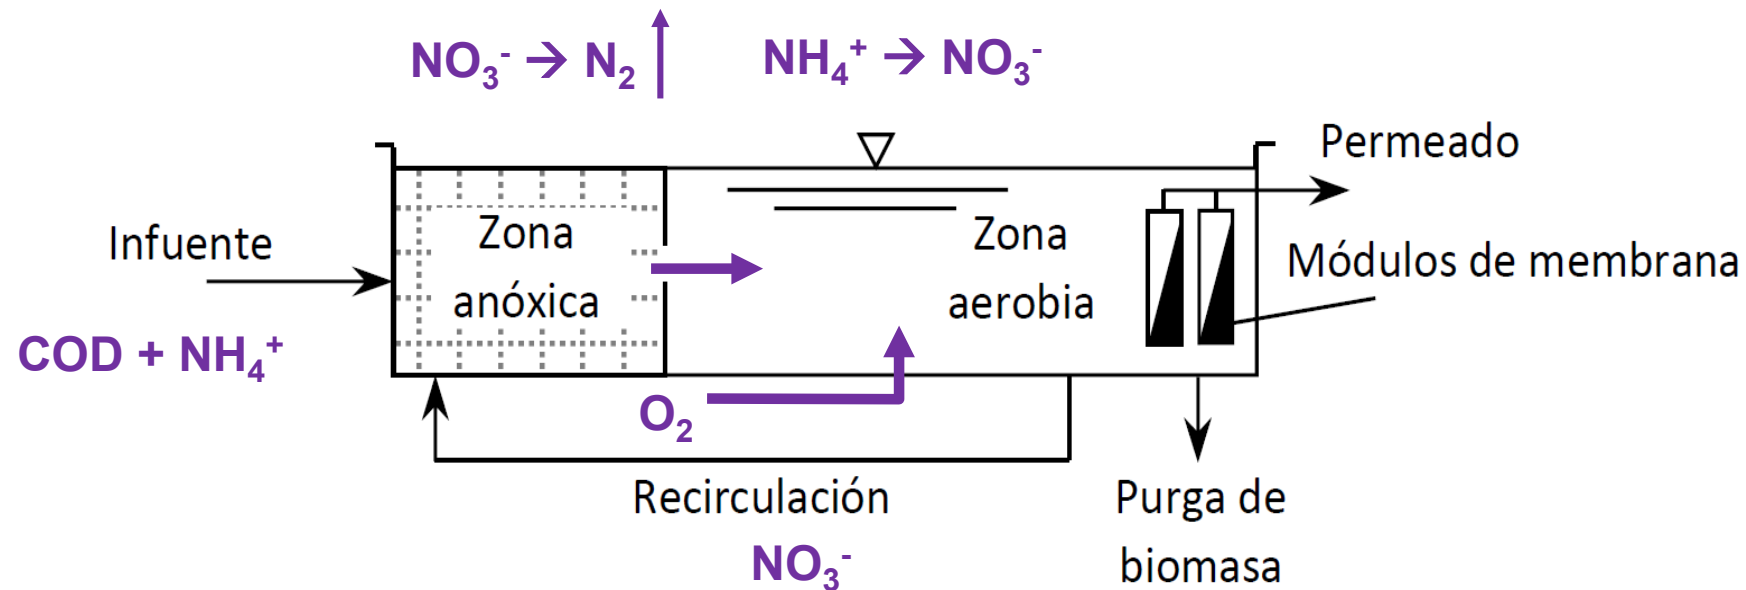 NO₃⁻ → N₂
NH₄⁺ → NO₃⁻
Permeado
Infuente
Zona
anóxica
Zona
aerobia
Módulos de membrana
COD + NH₄⁺
O₂
Recirculación
NO₃⁻
Purga de
biomasa